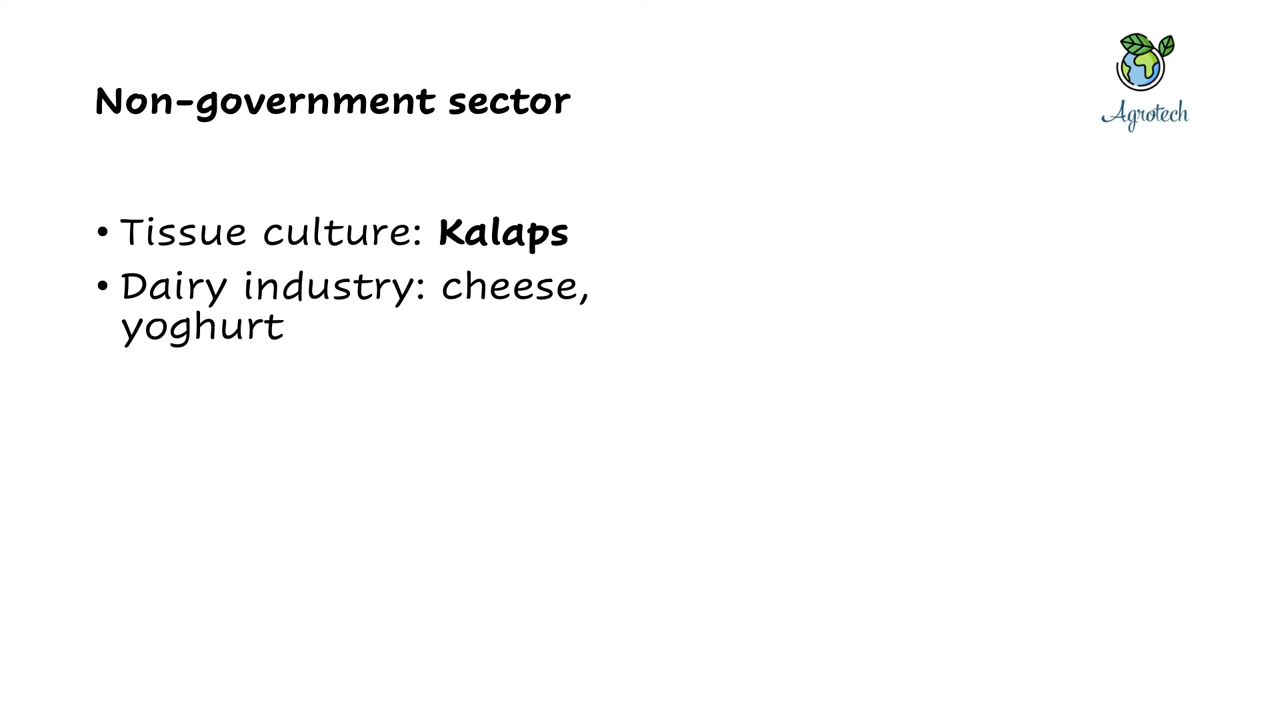 Agrotech
Non-government sector
• Tissue culture: Kalaps
• Dairy industry: cheese,
yoghurt